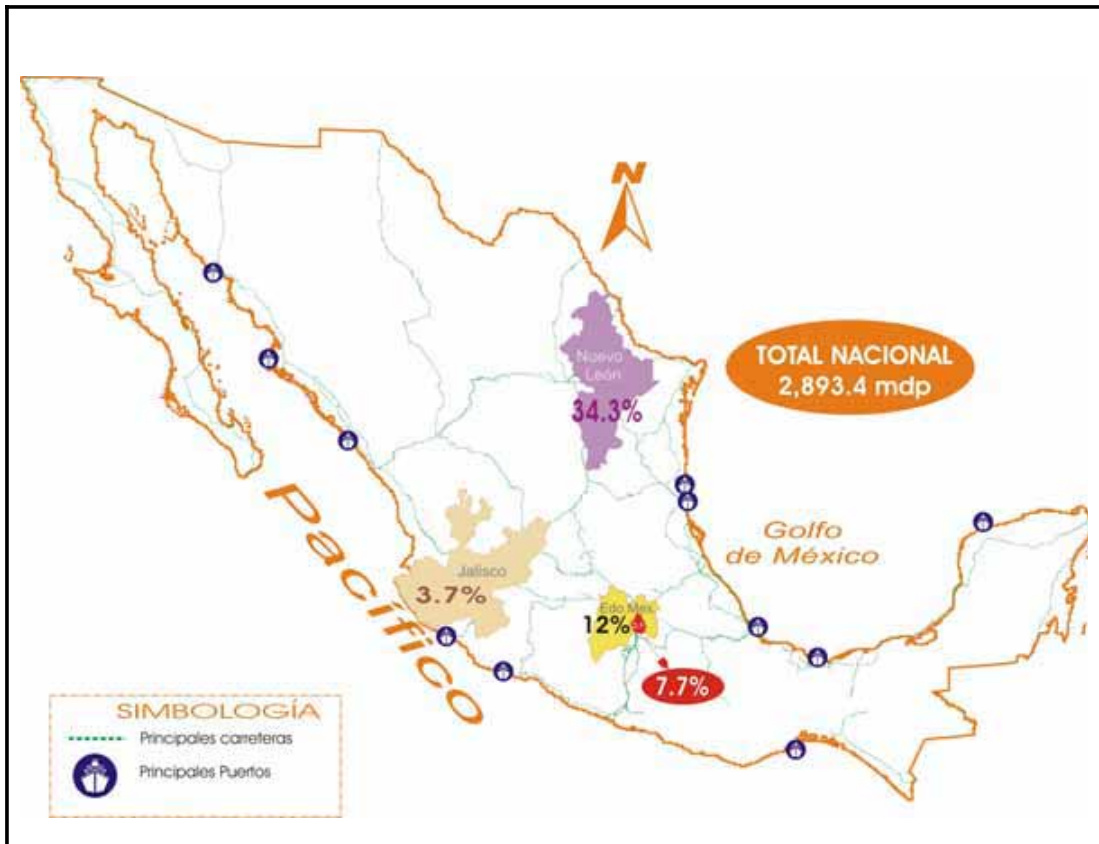 N
TOTAL NACIONAL
2,893.4 mdp
Nuevo
León
34.3%
Pacífico
Golfo
de México
Jalisco
3.7%
Edo Mex.
12%
7.7%
SIMBOLOGÍA
Principales carreteras
Principales Puertos